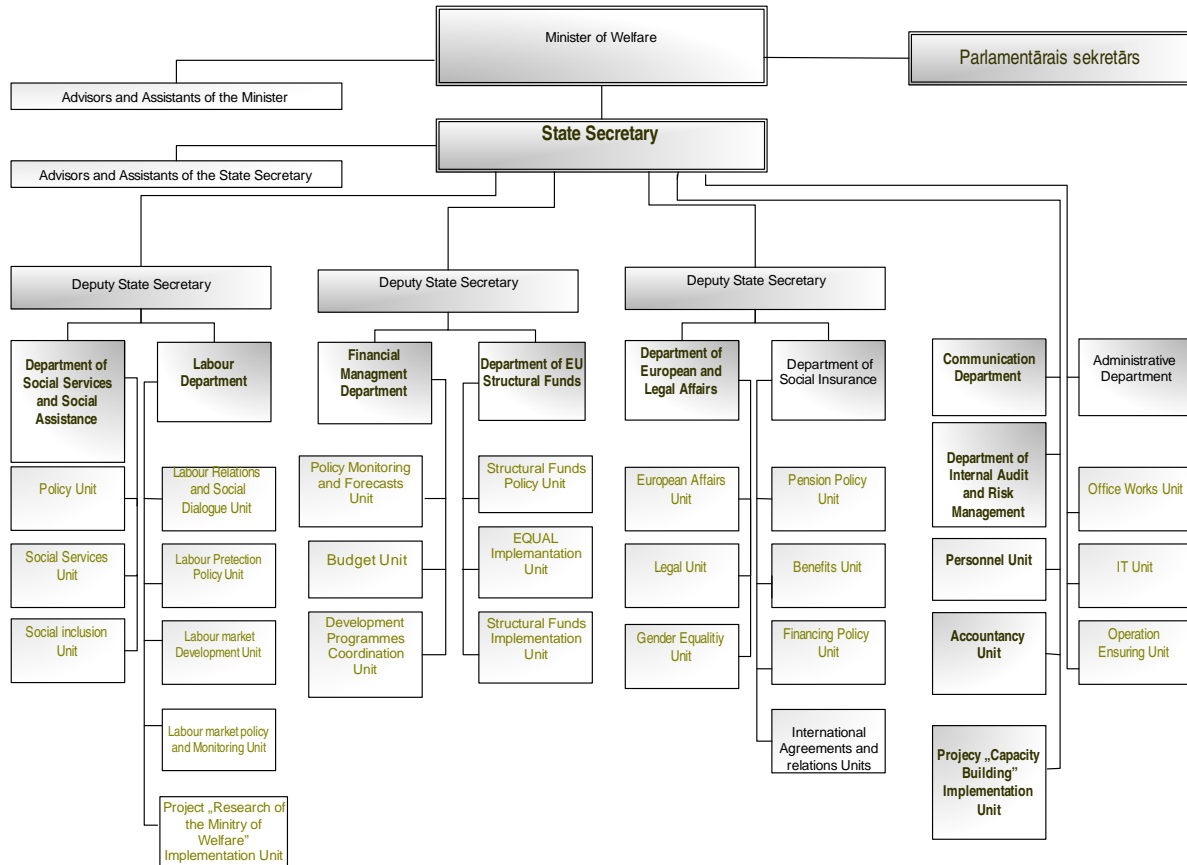 Minister of Welfare
Parlamentārais sekretārs
Advisors and Assistants of the Minister
State Secretary
Advisors and Assistants of the State Secretary
Deputy State Secretary
Deputy State Secretary
Deputy State Secretary
Department of
Social Services
and Social
Assistance
Labour
Department
Financial
Managment
Department
Department of EU
Structural Funds
Department of
European and
Legal Affairs
Department of
Social Insurance
Communication
Department
Administrative
Department
Policy Unit
Labour Relations
and Social
Dialogue Unit
Policy Monitoring
and Forecasts
Unit
Structural Funds
Policy Unit
European Affairs
Unit
Pension Policy
Unit
Department of
Internal Audit
and Risk
Management
Office Works Unit
Social Services
Unit
Labour Pretection
Policy Unit
Budget Unit
EQUAL
Implemantation
Unit
Legal Unit
Benefits Unit
Personnel Unit
IT Unit
Social inclusion
Unit
Labour market
Development Unit
Development
Programmes
Coordination
Unit
Structural Funds
Implementation
Unit
Gender Equalitiy
Unit
Financing Policy
Unit
Accountancy
Unit
Operation
Ensuring Unit
Labour market policy
and Monitoring Unit
International
Agreements and
relations Units
Projecy „Capacity
Building”
Implementation
Unit
Project „Research of
the Minitry of
Welfare”
Implementation Unit